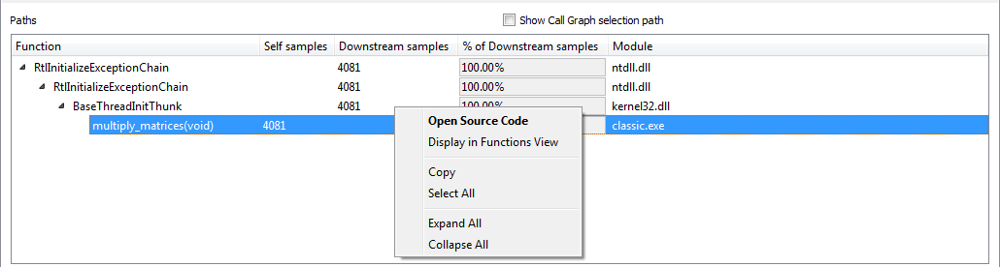 Paths Show Call Graph selection path
Function Self samples Downstream samples % of Downstream samples Module
RtlInitializeExceptionChain 4081 100.00% ntdll.dll
RtlInitializeExceptionChain 4081 100.00% ntdll.dll
BaseThreadInitThunk 4081 100.00% kernel32.dll
multiply_matrices(void) 4081 classic.exe
Open Source Code
Display in Functions View
Copy
Select All
Expand All
Collapse All